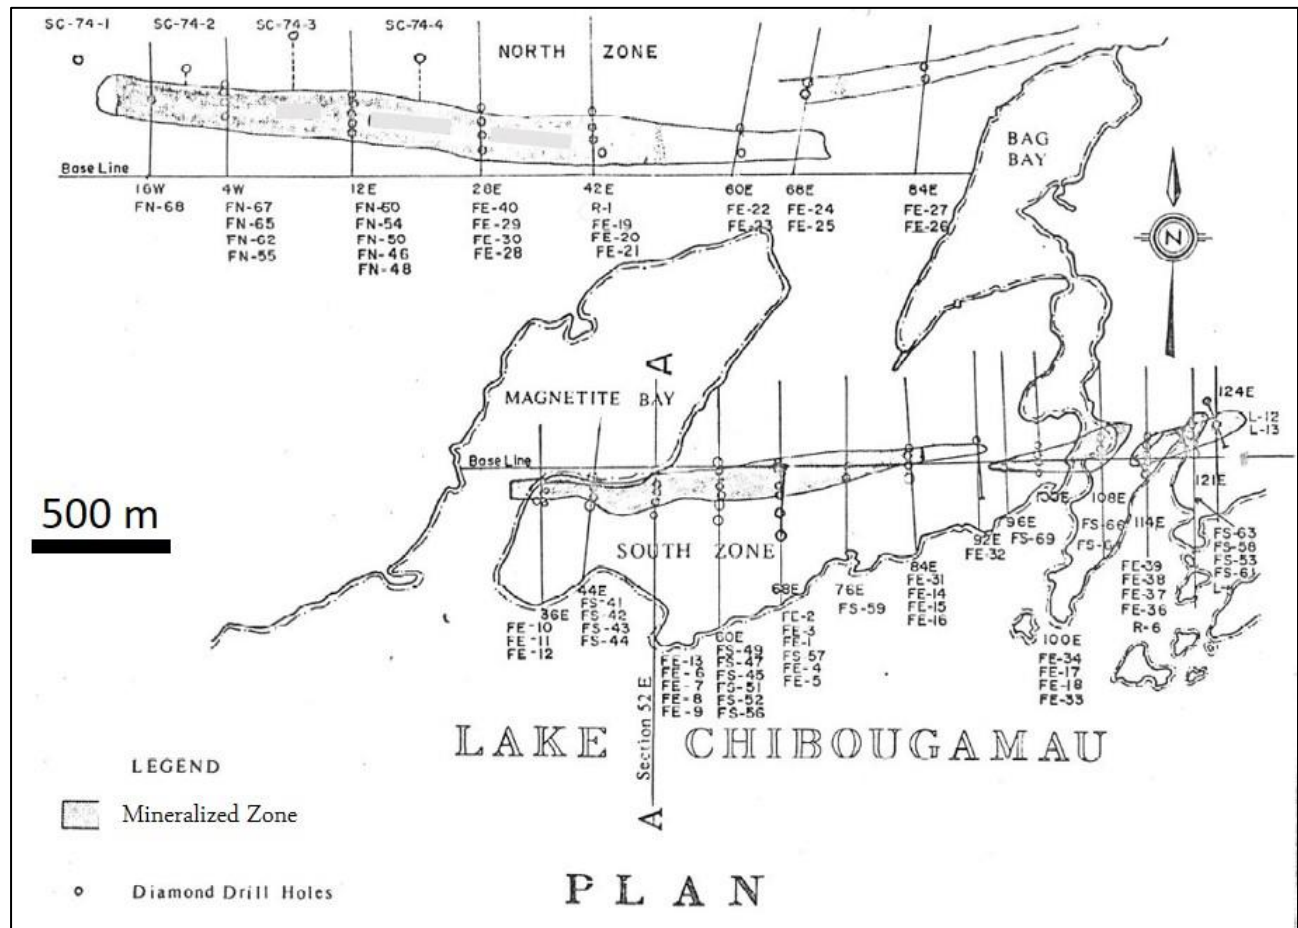 SC-74-1 SC-74-2 SC-74-3 SC-74-4
NORTH ZONE
BAG
BAY
Base Line
16W
FN-68
4W
FN-67
FN-65
FN-62
FN-55
12E
FN-60
FN-54
FN-50
FN-46
FN-48
28E
FE-40
FE-29
FE-30
FE-28
42E
R-1
FE-19
FE-20
FE-21
60E
FE-22
FE-23
68E
FE-24
FE-25
84E
FE-27
FE-26
N
A
MAGNETITE BAY
Base Line
124E
L-12
L-13
500 m
SOUTH ZONE
36E
FE-10
FE-11
FE-12
44E
FS-41
FS-42
FS-43
FS-44
Section 52E
FE-13
FE-6
FE-7
FE-8
FE-9
60E
FS-49
FS-47
FS-45
FS-51
FS-52
FS-56
68E
FE-2
FE-3
FE-1
FS-57
FE-4
FE-5
76E
FS-59
84E
FE-31
FE-14
FE-15
FE-16
92E
FE-32
96E
FS-69
100E
108E
FS-66
114E
FE-39
FE-38
FE-37
FE-36
R-6
121E
FS-63
FS-58
FS-53
FS-61
100E
FE-34
FE-17
FE-18
FE-33
LAKE CHIBOUGAMAU
A
LEGEND
Mineralized Zone
Diamond Drill Holes
PLAN